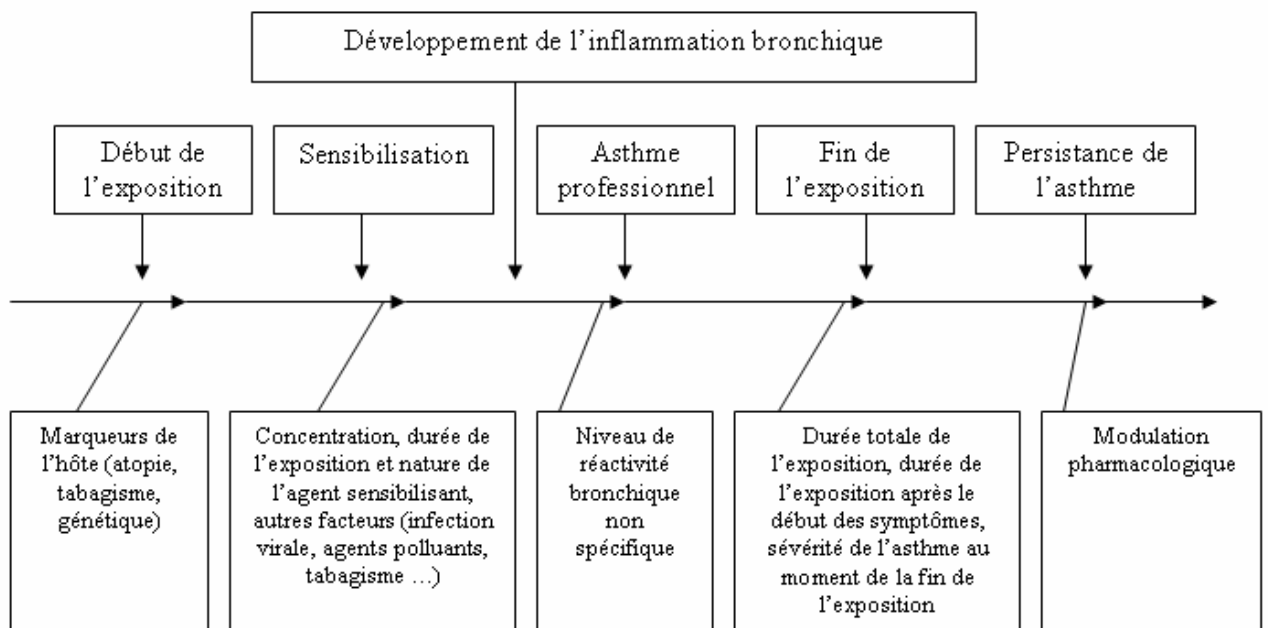 Développement de l'inflammation bronchique
Début de
l'exposition
Sensibilisation
Asthme
professionnel
Fin de
l'exposition
Persistance de
l'asthme
Marqueurs de
l'hôte (atopie,
tabagisme,
génétique)
Concentration, durée de
l'exposition et nature de
l'agent sensibilisant,
autres facteurs (infection
virale, agents polluants,
tabagisme ...)
Niveau de
réactivité
bronchique
non
spécifique
Durée totale de
l'exposition, durée de
l'exposition après le
début des symptômes,
sévérité de l'asthme au
moment de la fin de
l'exposition
Modulation
pharmacologique